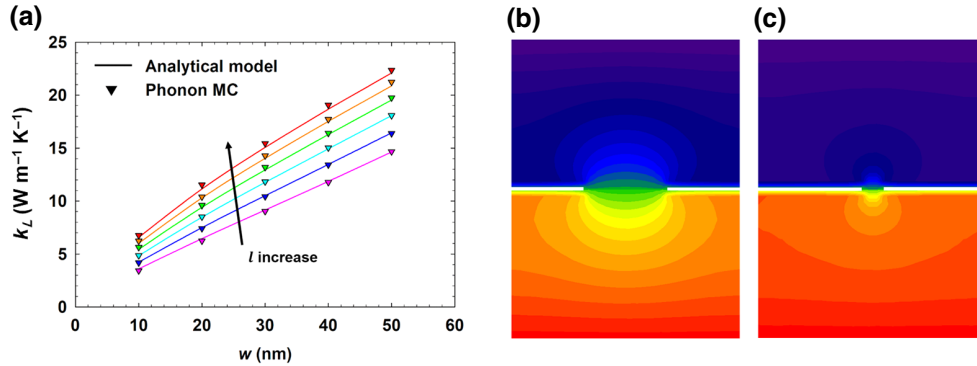 (a)
(b)
(c)
25
20
15
10
5
0
k_L (W m⁻¹ K⁻¹)
Analytical model
Phonon MC
l increase
0 10 20 30 40 50 60
w (nm)